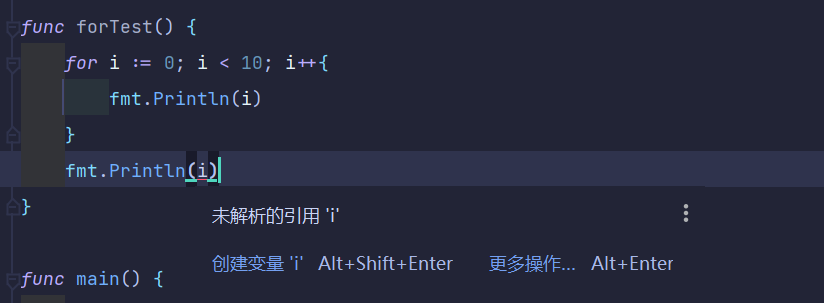 func forTest() {
for i := 0; i < 10; i++{
fmt.Println(i)
}
fmt.Println(i)
}
未解析的引用 'i'
创建变量 'i' Alt+Shift+Enter 更多操作... Alt+Enter
func main() {